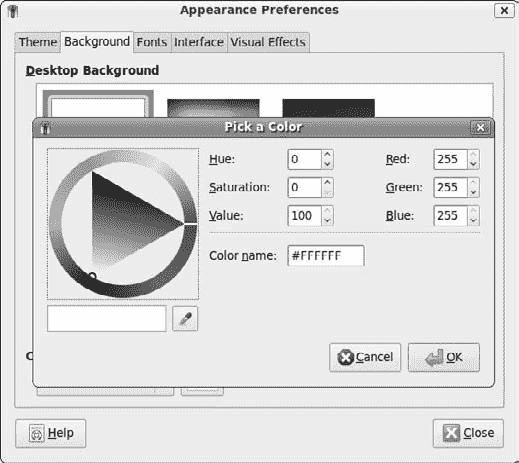 Appearance Preferences
Theme Background Fonts Interface Visual Effects
Desktop Background
Pick a Color
Hue: 0 Red: 255
Saturation: 0 Green: 255
Value: 100 Blue: 255
Color name: #FFFFFF
C
Cancel OK
Help Close